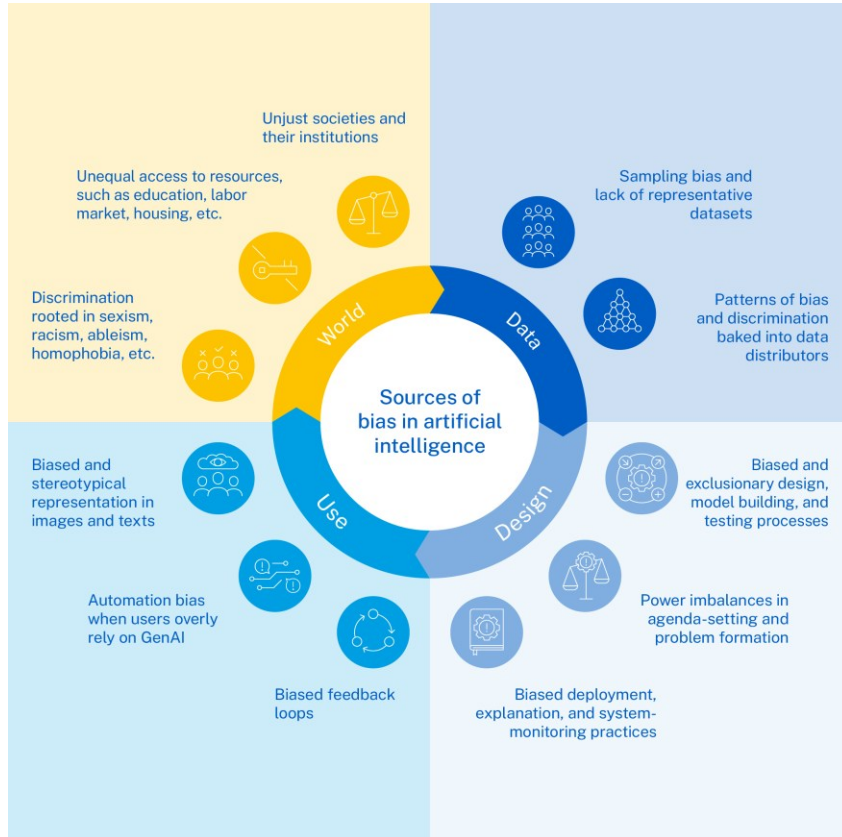 Unjust societies and
their institutions
Unequal access to resources,
such as education, labor
market, housing, etc.
Discrimination
rooted in sexism,
racism, ableism,
homophobia, etc.
World
Sampling bias and
lack of representative
datasets
Patterns of bias
and discrimination
baked into data
distributors
Data
Sources of
bias in artificial
intelligence
Biased and
exclusionary design,
model building, and
testing processes
Power imbalances in
agenda-setting and
problem formation
Biased deployment,
explanation, and system-
monitoring practices
Design
Biased and
stereotypical
representation in
images and texts
Automation bias
when users overly
rely on GenAI
Biased feedback
loops
Use